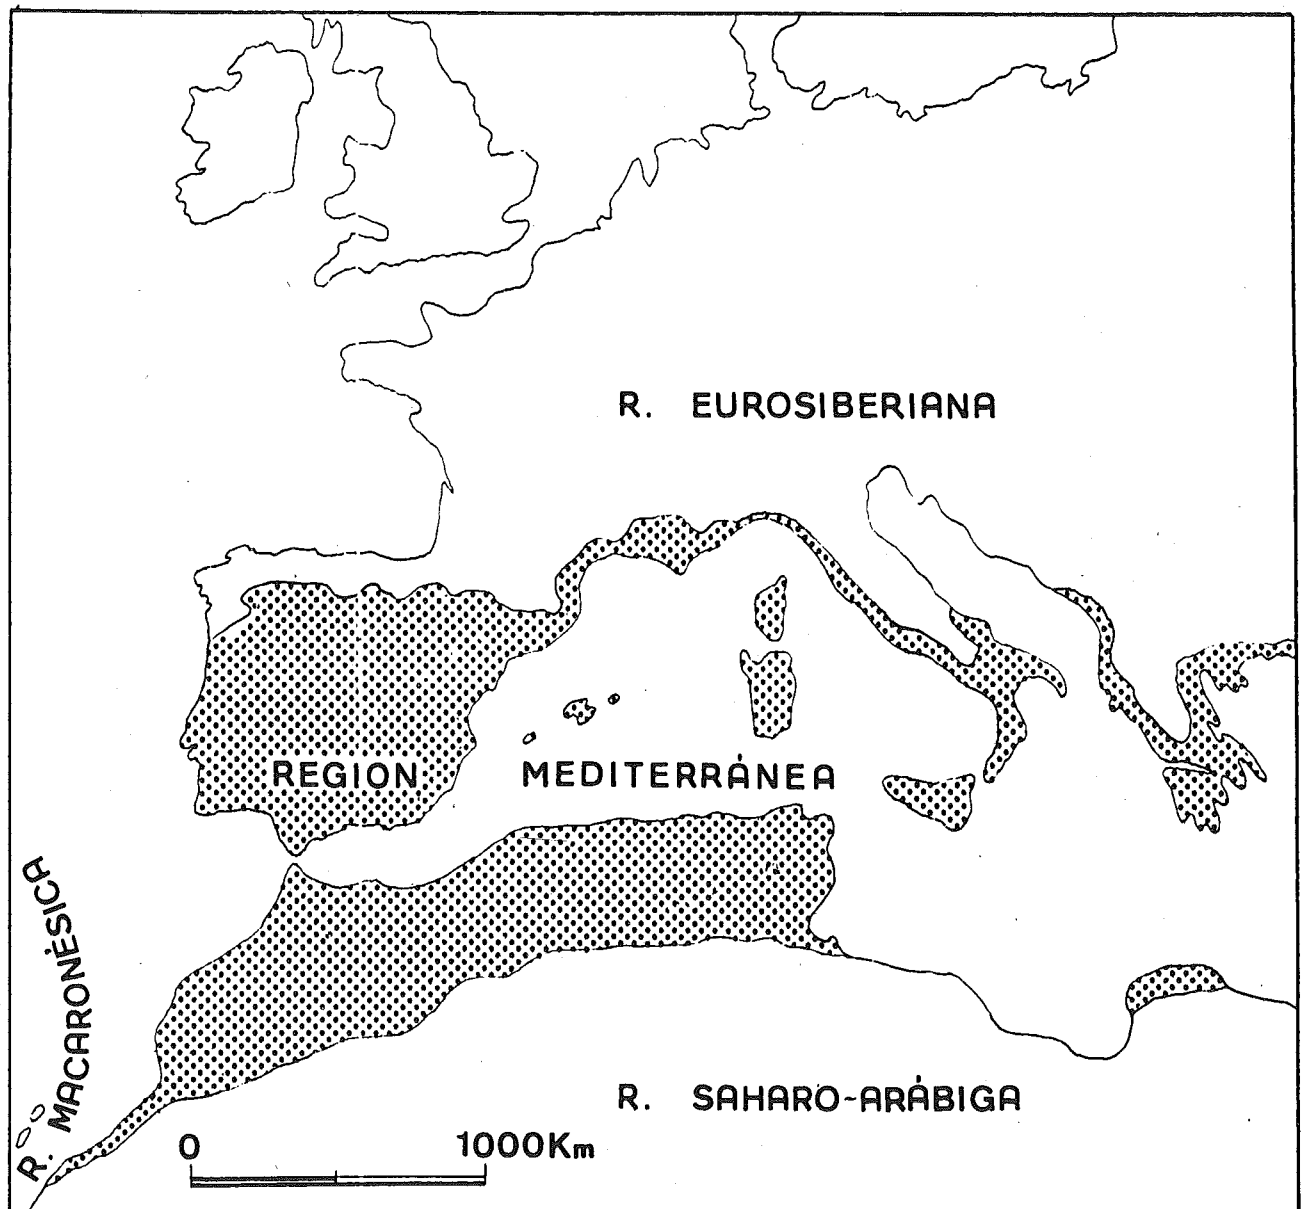 R. EUROSIBERIANA
REGION MEDITERRÁNEA
R. MACARONÉSICA
R. SAHARO-ARÁBIGA
0 1000Km